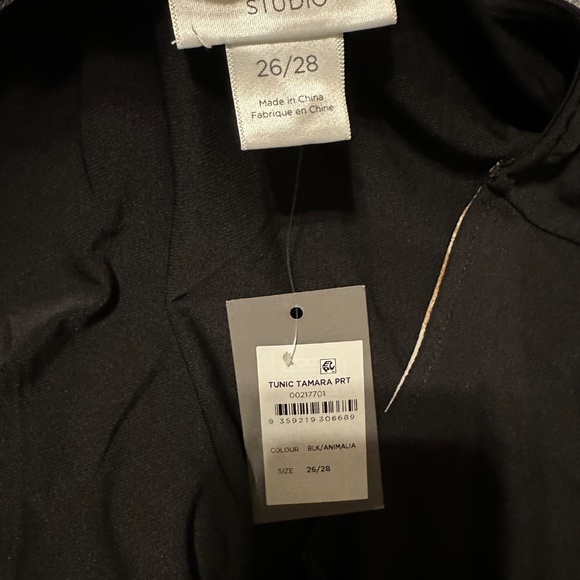 STUDIO
26/28
Made in China
Fabriqué en Chine
TUNIC TAMARA PRT
00217701
9 359219 306689
COLOUR BLK/ANIMALIA
SIZE 26/28